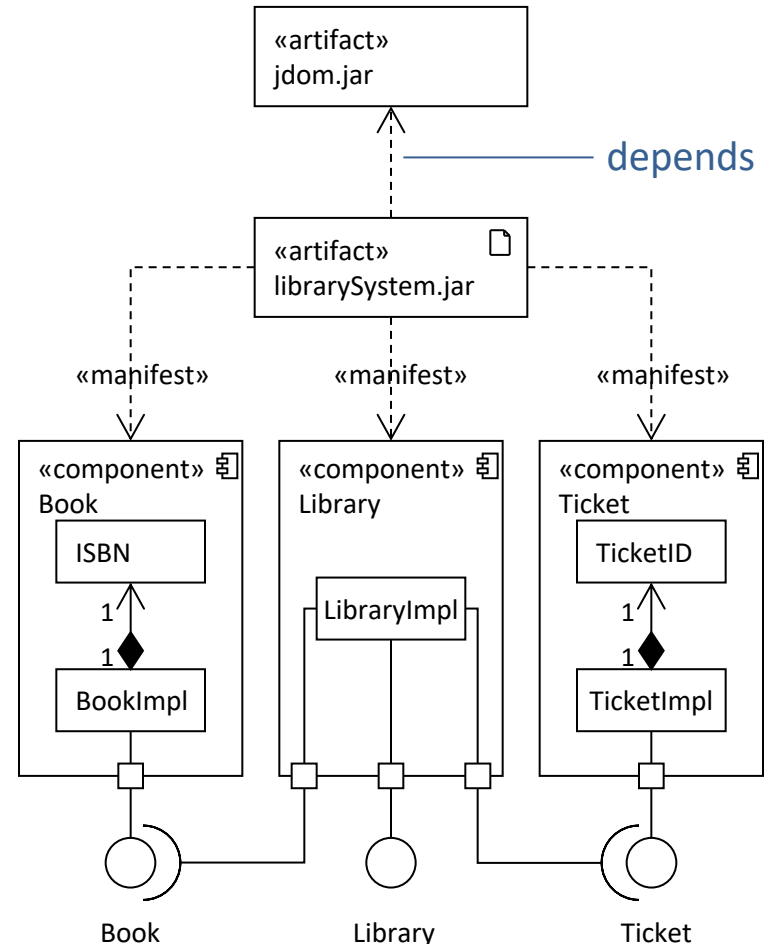 «artifact»
jdom.jar
depends
«artifact»
librarySystem.jar
«manifest» «manifest» «manifest»
«component» «component» «component»
Book Library Ticket
ISBN TicketID
LibraryImpl
1 1
1 1
BookImpl TicketImpl
Book Library Ticket